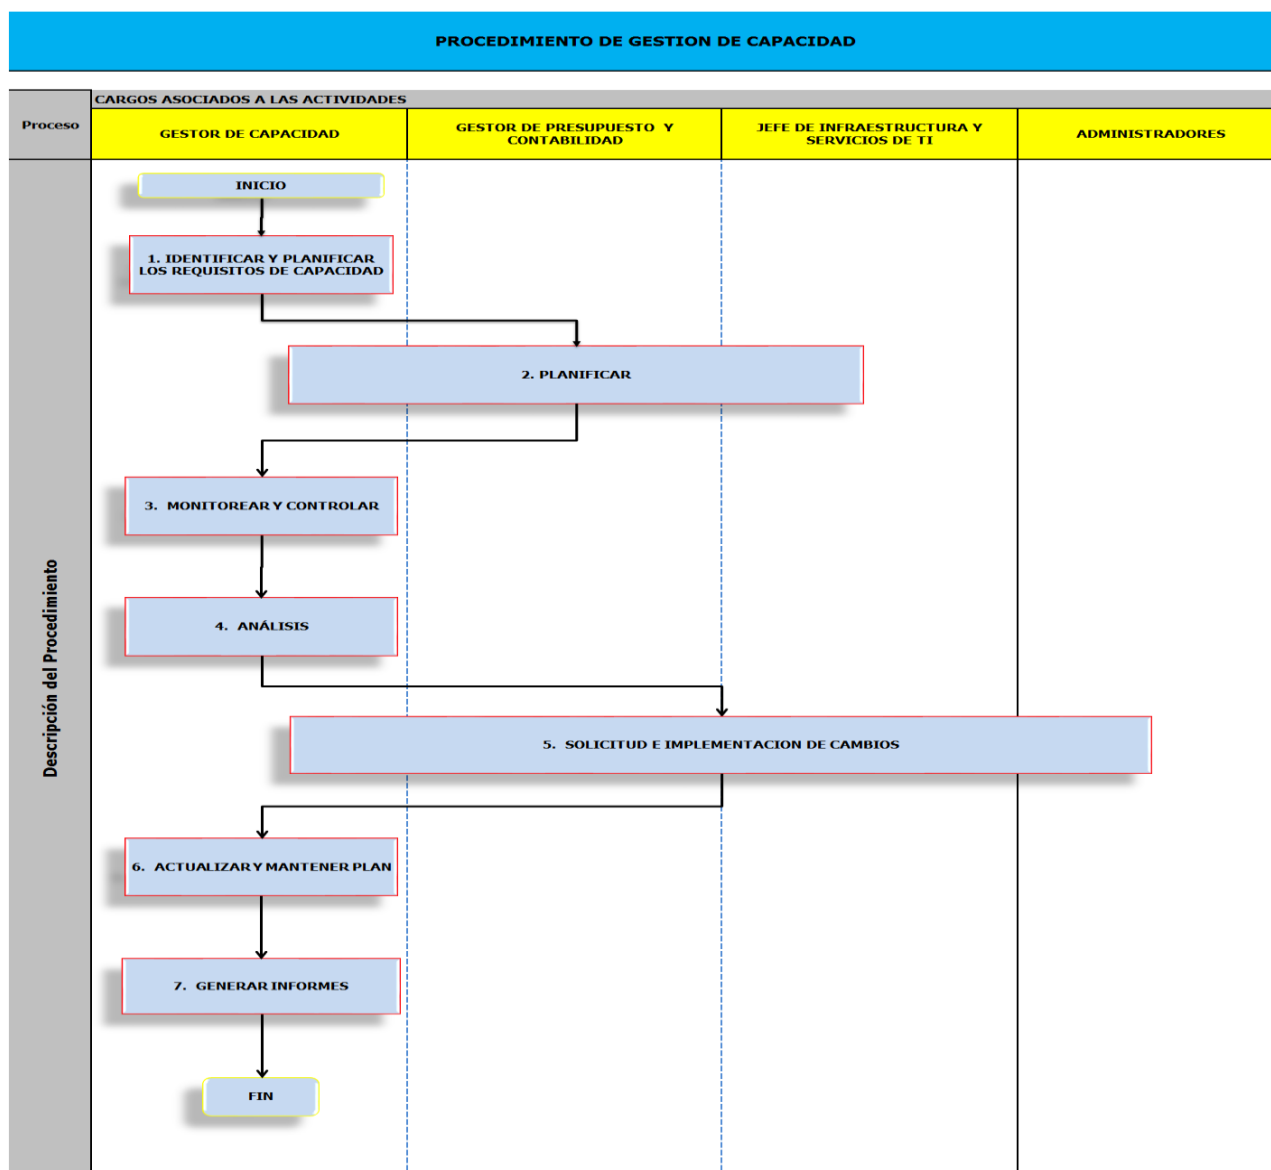 PROCEDIMIENTO DE GESTION DE CAPACIDAD
CARGOS ASOCIADOS A LAS ACTIVIDADES
Proceso
GESTOR DE CAPACIDAD
GESTOR DE PRESUPUESTO Y
CONTABILIDAD
JEFE DE INFRAESTRUCTURA Y
SERVICIOS DE TI
ADMINISTRADORES
Descripción del Procedimiento
INICIO
1. IDENTIFICAR Y PLANIFICAR
LOS REQUISITOS DE CAPACIDAD
2. PLANIFICAR
3. MONITOREAR Y CONTROLAR
4. ANÁLISIS
5. SOLICITUD E IMPLEMENTACION DE CAMBIOS
6. ACTUALIZAR Y MANTENER PLAN
7. GENERAR INFORMES
FIN